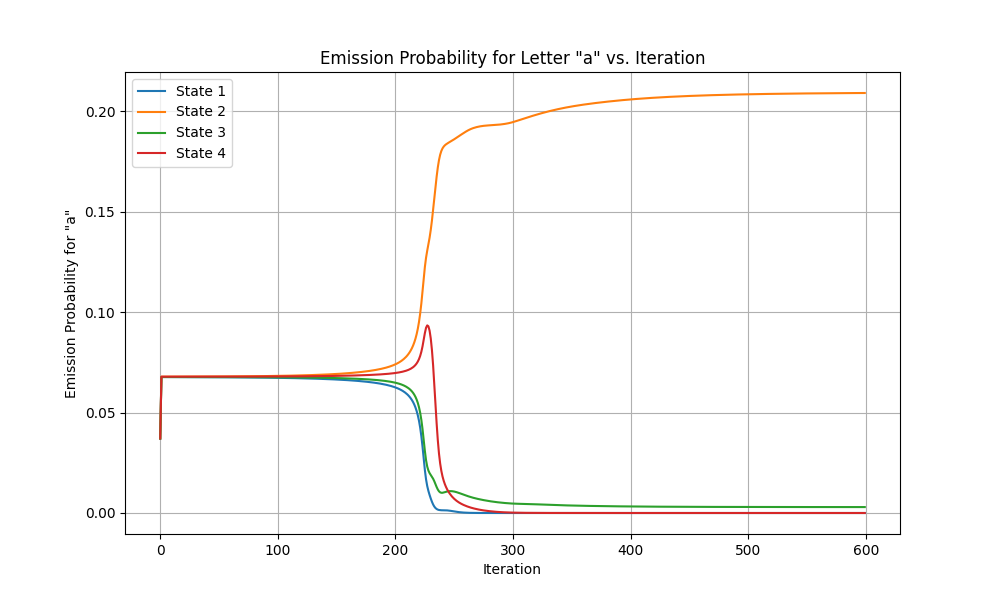 Emission Probability for Letter "a" vs. Iteration
State 1
State 2
State 3
State 4
Emission Probability for "a"
0.20
0.15
0.10
0.05
0.00
0 100 200 300 400 500 600
Iteration